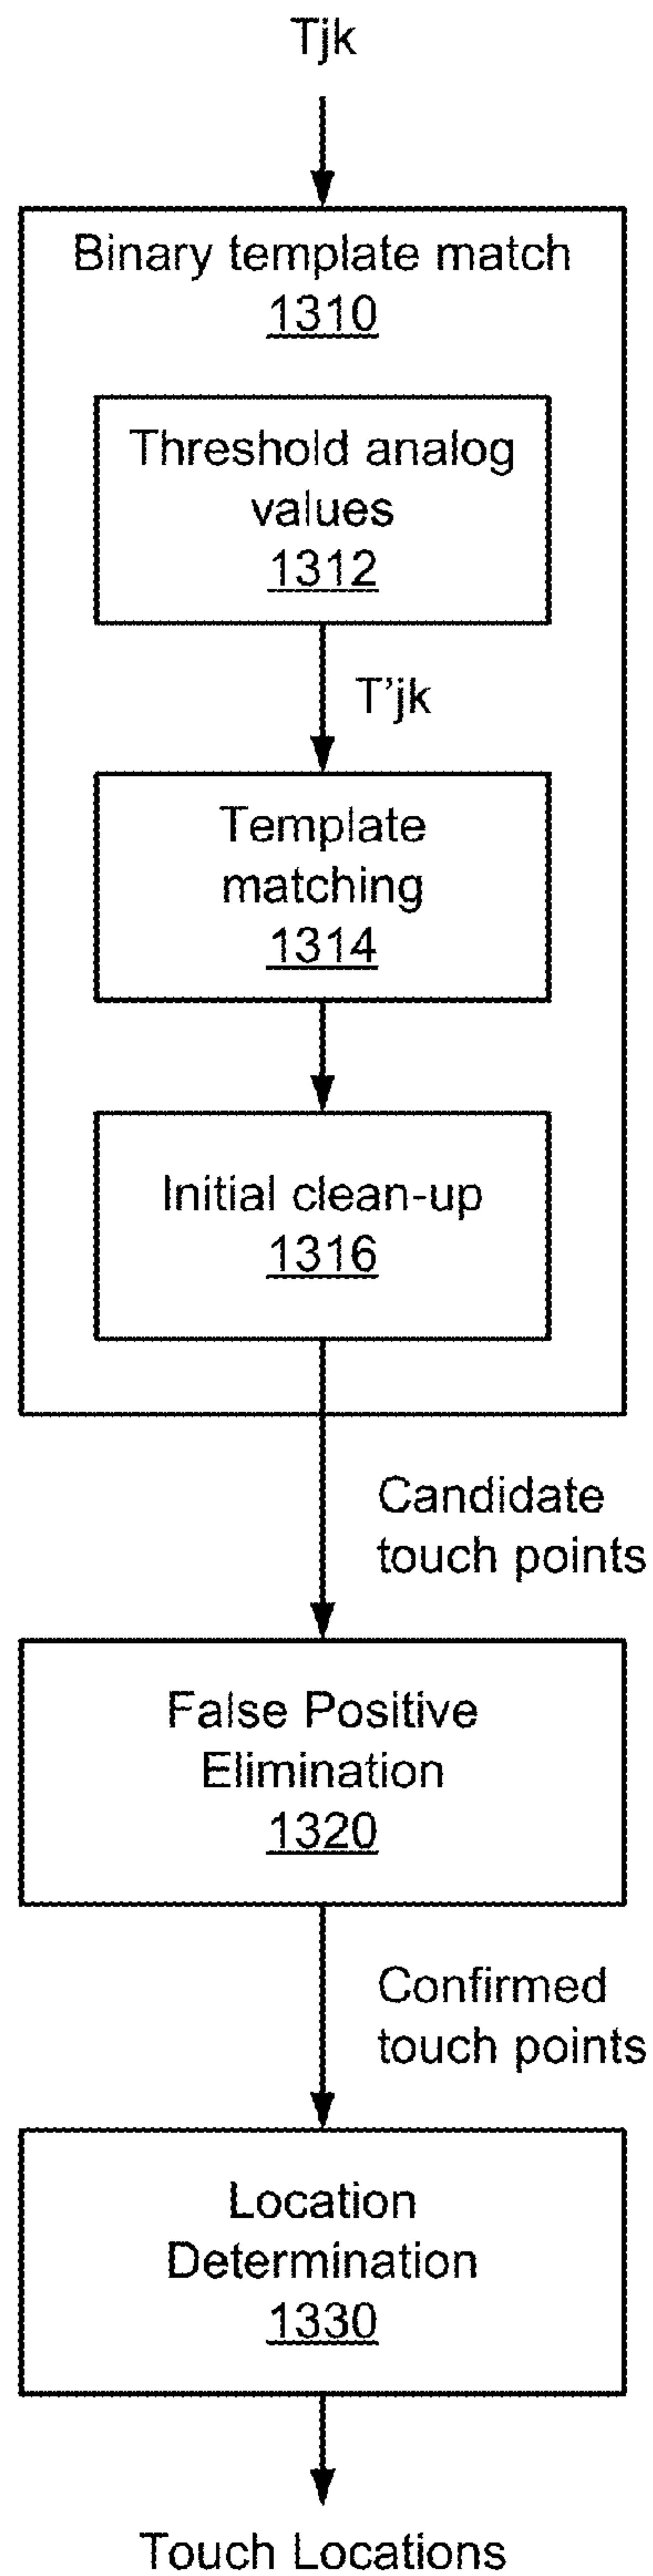 Tjk
Binary template match
1310
Threshold analog
values
1312
T’jk
Template
matching
1314
Initial clean-up
1316
Candidate
touch points
False Positive
Elimination
1320
Confirmed
touch points
Location
Determination
1330
Touch Locations